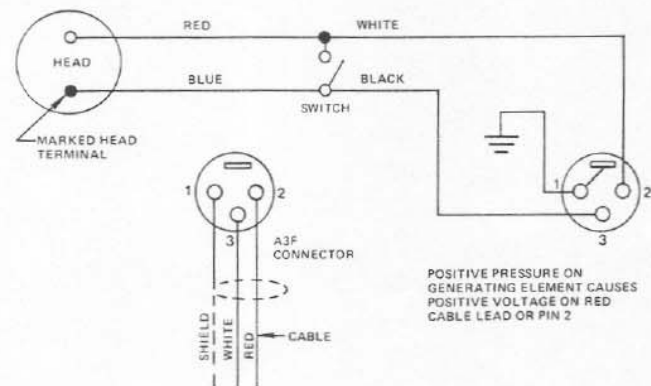 RED
WHITE
HEAD
BLUE
BLACK
SWITCH
MARKED HEAD
TERMINAL
1
2
3
A3F
CONNECTOR
1
2
3
POSITIVE PRESSURE ON
GENERATING ELEMENT CAUSES
POSITIVE VOLTAGE ON RED
CABLE LEAD OR PIN 2
SHIELD
WHITE
RED
CABLE